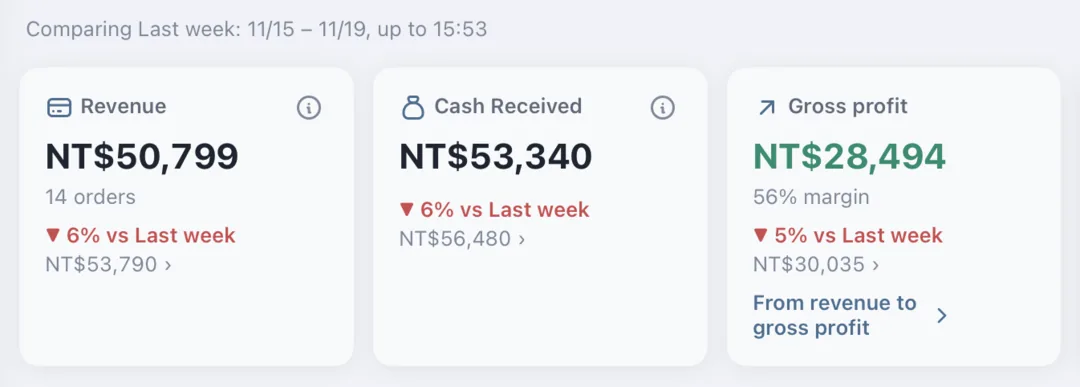 Comparing Last week: 11/15 – 11/19, up to 15:53
Revenue
NT$50,799
14 orders
▼ 6% vs Last week
NT$53,790 ›
Cash Received
NT$53,340
▼ 6% vs Last week
NT$56,480 ›
Gross profit
NT$28,494
56% margin
▼ 5% vs Last week
NT$30,035 ›
From revenue to
gross profit